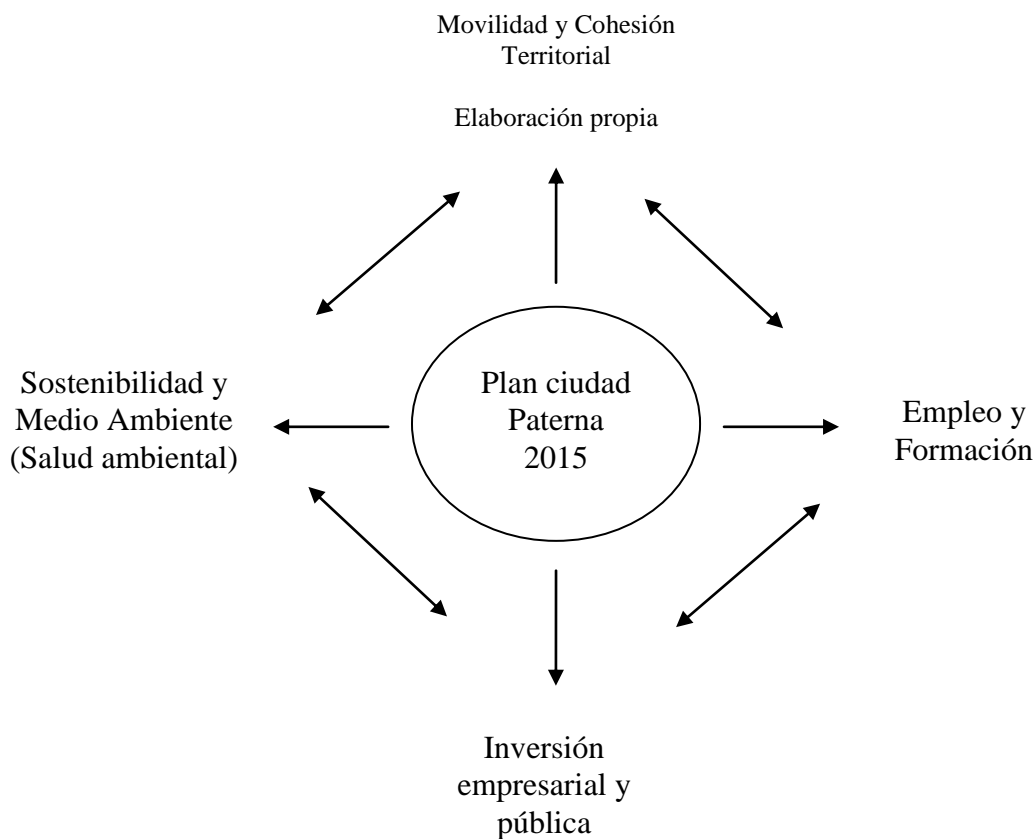 Movilidad y Cohesión
Territorial
Elaboración propia
Sostenibilidad y
Medio Ambiente
(Salud ambiental)
Plan ciudad
Paterna
2015
Empleo y
Formación
Inversión
empresarial y
pública